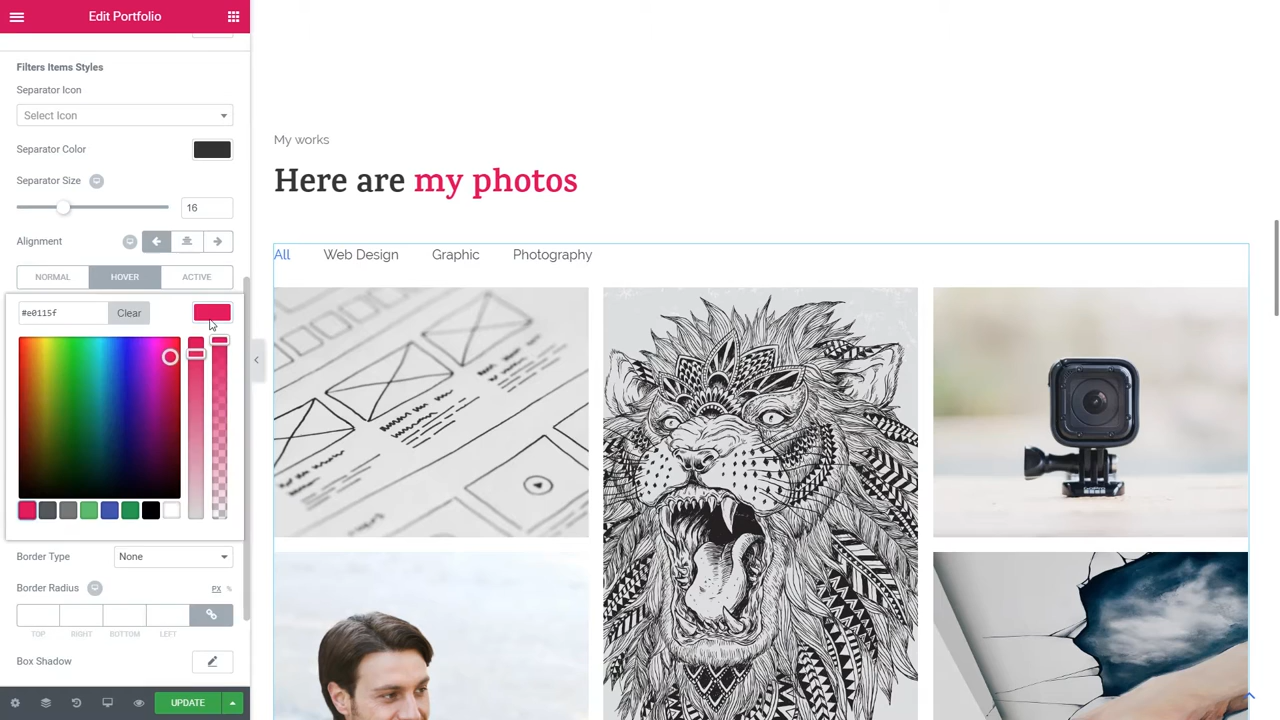 Edit Portfolio
Filters Items Styles
Separator Icon
Select Icon
Separator Color
Separator Size
16
Alignment
NORMAL
HOVER
ACTIVE
#e0115f
Clear
Border Type
None
Border Radius
PX
%
TOP
RIGHT
BOTTOM
LEFT
Box Shadow
UPDATE
My works
Here are my photos
All
Web Design
Graphic
Photography